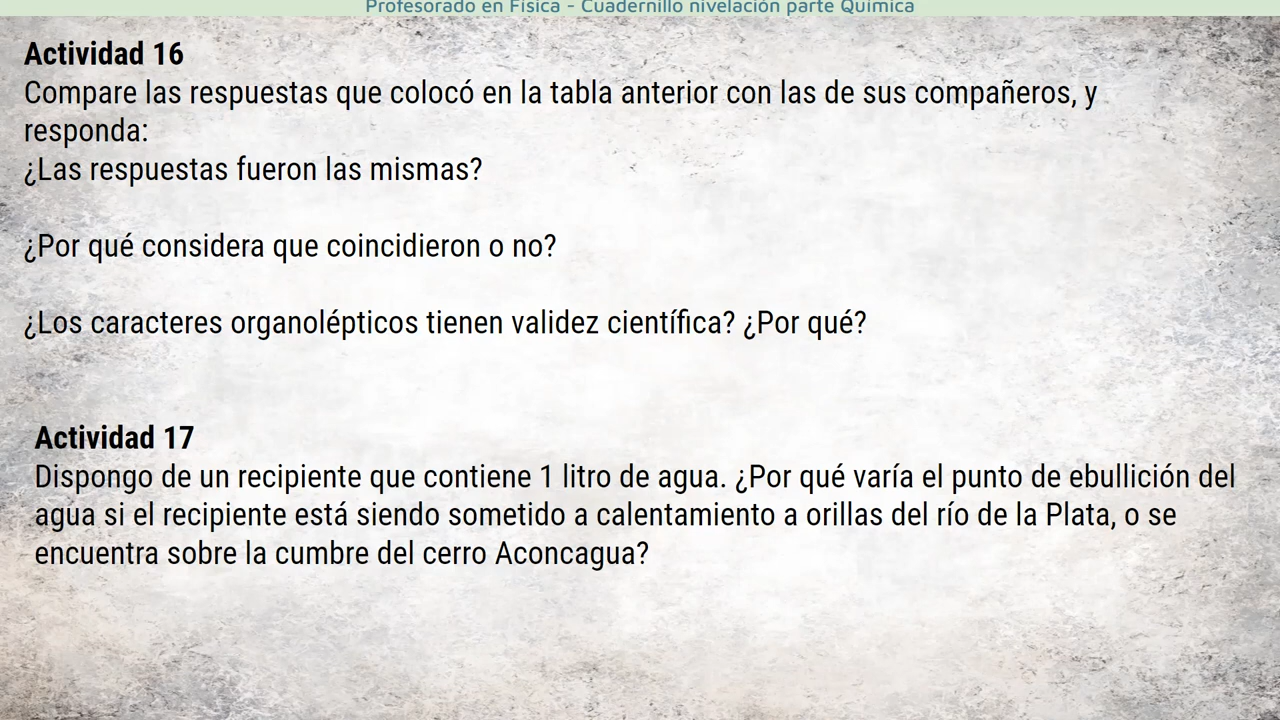 Profesorado en Física - Cuadernillo nivelación parte Química
Actividad 16
Compare las respuestas que colocó en la tabla anterior con las de sus compañeros, y
responda:
¿Las respuestas fueron las mismas?
¿Por qué considera que coincidieron o no?
¿Los caracteres organolépticos tienen validez científica? ¿Por qué?
Actividad 17
Dispongo de un recipiente que contiene 1 litro de agua. ¿Por qué varía el punto de ebullición del
agua si el recipiente está siendo sometido a calentamiento a orillas del río de la Plata, o se
encuentra sobre la cumbre del cerro Aconcagua?